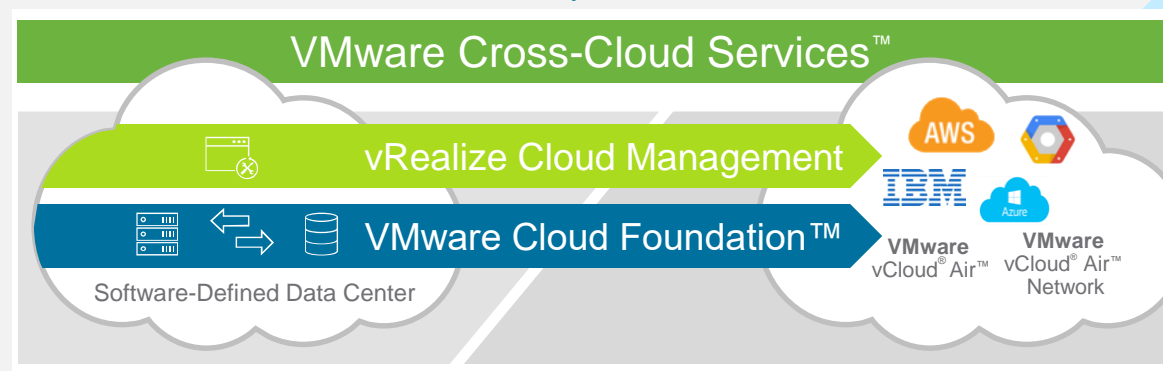 VMware Cross-Cloud Services™
vRealize Cloud Management
VMware Cloud Foundation™
Software-Defined Data Center
AWS
IBM
Azure
VMware
vCloud® Air™
VMware
vCloud® Air™
Network